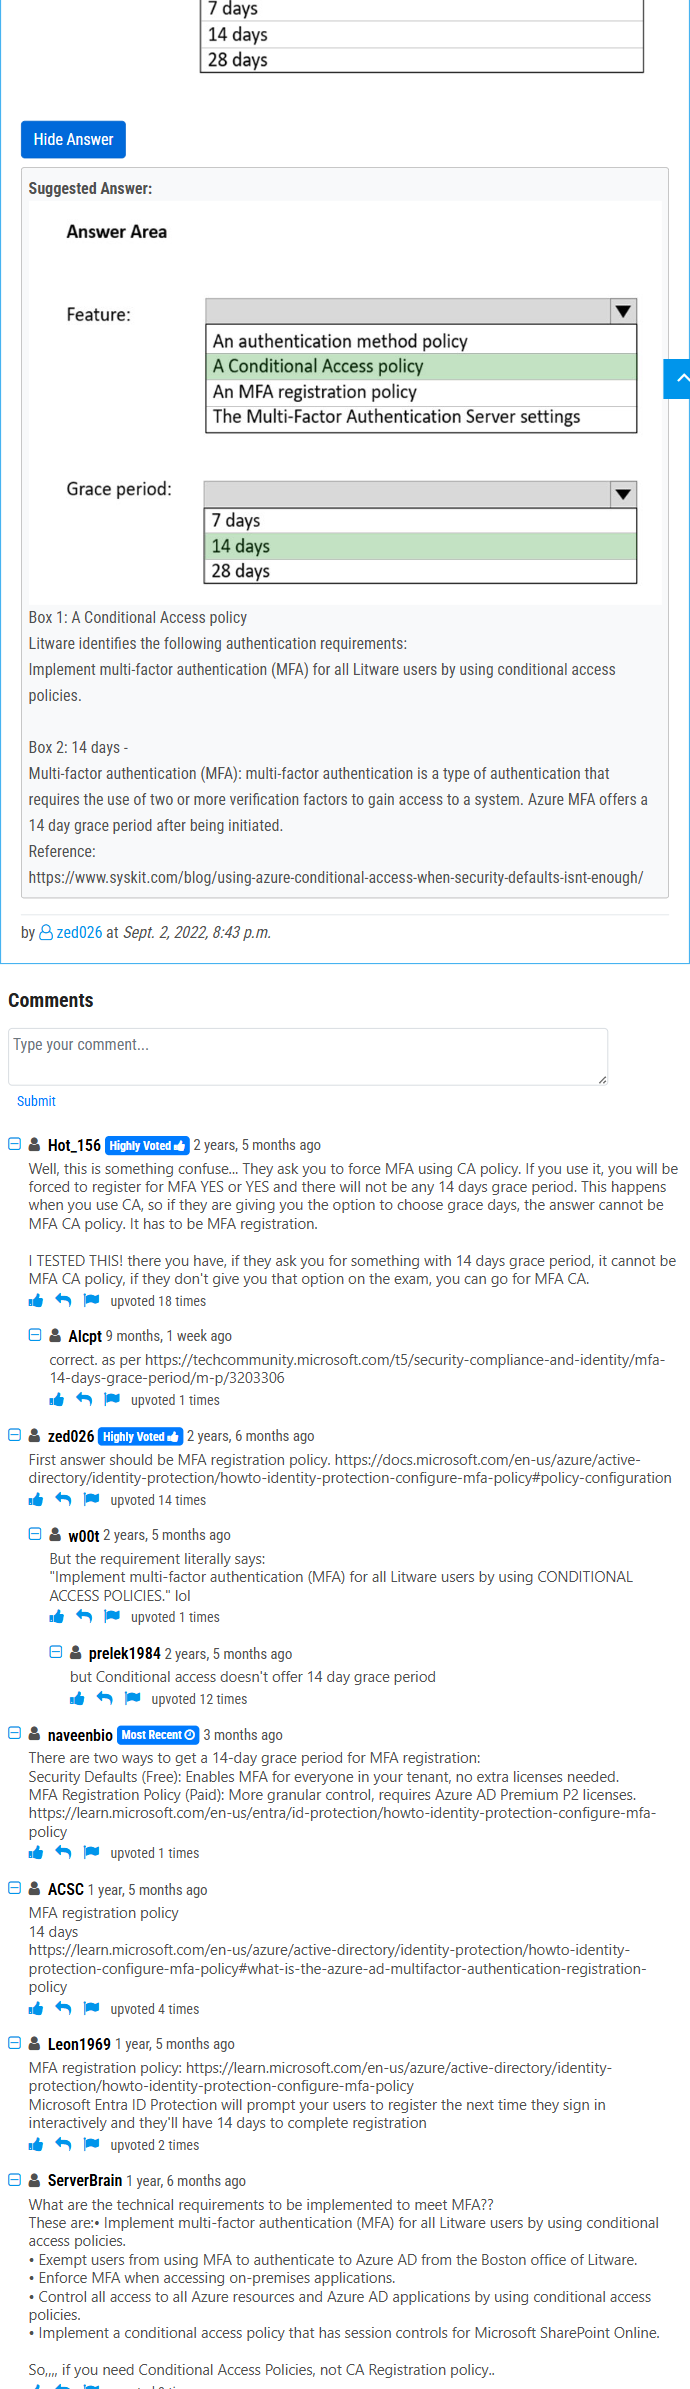 7 days
14 days
28 days
Hide Answer
Suggested Answer:
Answer Area
Feature:
An authentication method policy
A Conditional Access policy
An MFA registration policy
The Multi-Factor Authentication Server settings
Grace period:
7 days
14 days
28 days
Box 1: A Conditional Access policy
Litware identifies the following authentication requirements:
Implement multi-factor authentication (MFA) for all Litware users by using conditional access
policies.
Box 2: 14 days -
Multi-factor authentication (MFA): multi-factor authentication is a type of authentication that
requires the use of two or more verification factors to gain access to a system. Azure MFA offers a
14 day grace period after being initiated.
Reference:
https://www.syskit.com/blog/using-azure-conditional-access-when-security-defaults-isnt-enough/
by zed026 at Sept. 2, 2022, 8:43 p.m.
Comments
Type your comment...
Submit
Hot_156 Highly Voted 2 years, 5 months ago
Well, this is something confuse... They ask you to force MFA using CA policy. If you use it, you will be
forced to register for MFA YES or YES and there will not be any 14 days grace period. This happens
when you use CA, so if they are giving you the option to choose grace days, the answer cannot be
MFA CA policy. It has to be MFA registration.
I TESTED THIS! there you have, if they ask you for something with 14 days grace period, it cannot be
MFA CA policy, if they don't give you that option on the exam, you can go for MFA CA.
upvoted 18 times
Alcpt 9 months, 1 week ago
correct. as per https://techcommunity.microsoft.com/t5/security-compliance-and-identity/mfa-
14-days-grace-period/m-p/3203306
upvoted 1 times
zed026 Highly Voted 2 years, 6 months ago
First answer should be MFA registration policy. https://docs.microsoft.com/en-us/azure/active-
directory/identity-protection/howto-identity-protection-configure-mfa-policy#policy-configuration
upvoted 14 times
w00t 2 years, 5 months ago
But the requirement literally says:
"Implement multi-factor authentication (MFA) for all Litware users by using CONDITIONAL
ACCESS POLICIES." lol
upvoted 1 times
prelek1984 2 years, 5 months ago
but Conditional access doesn't offer 14 day grace period
upvoted 12 times
naveenbio Most Recent 3 months ago
There are two ways to get a 14-day grace period for MFA registration:
Security Defaults (Free): Enables MFA for everyone in your tenant, no extra licenses needed.
MFA Registration Policy (Paid): More granular control, requires Azure AD Premium P2 licenses.
https://learn.microsoft.com/en-us/entra/id-protection/howto-identity-protection-configure-mfa-
policy
upvoted 1 times
ACSC 1 year, 5 months ago
MFA registration policy
14 days
https://learn.microsoft.com/en-us/azure/active-directory/identity-protection/howto-identity-
protection-configure-mfa-policy#what-is-the-azure-ad-multifactor-authentication-registration-
policy
upvoted 4 times
Leon1969 1 year, 5 months ago
MFA registration policy: https://learn.microsoft.com/en-us/azure/active-directory/identity-
protection/howto-identity-protection-configure-mfa-policy
Microsoft Entra ID Protection will prompt your users to register the next time they sign in
interactively and they'll have 14 days to complete registration
upvoted 2 times
ServerBrain 1 year, 6 months ago
What are the technical requirements to be implemented to meet MFA??
These are:• Implement multi-factor authentication (MFA) for all Litware users by using conditional
access policies.
• Exempt users from using MFA to authenticate to Azure AD from the Boston office of Litware.
• Enforce MFA when accessing on-premises applications.
• Control all access to all Azure resources and Azure AD applications by using conditional access
policies.
• Implement a conditional access policy that has session controls for Microsoft SharePoint Online.
So,,,, if you need Conditional Access Policies, not CA Registration policy..